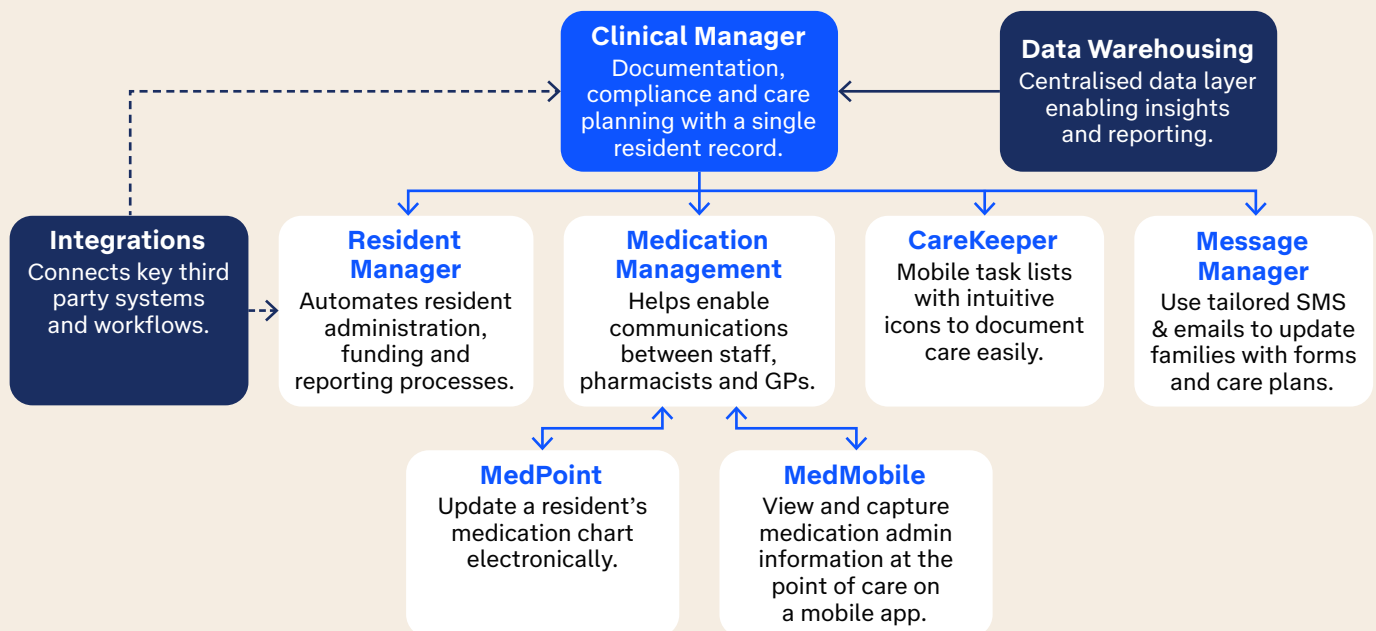 Clinical Manager
Documentation,
compliance and care
planning with a single
resident record.
Data Warehousing
Centralised data layer
enabling insights
and reporting.
Integrations
Connects key third
party systems
and workflows.
Resident
Manager
Automates resident
administration,
funding and
reporting processes.
Medication
Management
Helps enable
communications
between staff,
pharmacists and GPs.
CareKeeper
Mobile task lists
with intuitive
icons to document
care easily.
Message
Manager
Use tailored SMS
& emails to update
families with forms
and care plans.
MedPoint
Update a resident’s
medication chart
electronically.
MedMobile
View and capture
medication admin
information at the
point of care on
a mobile app.